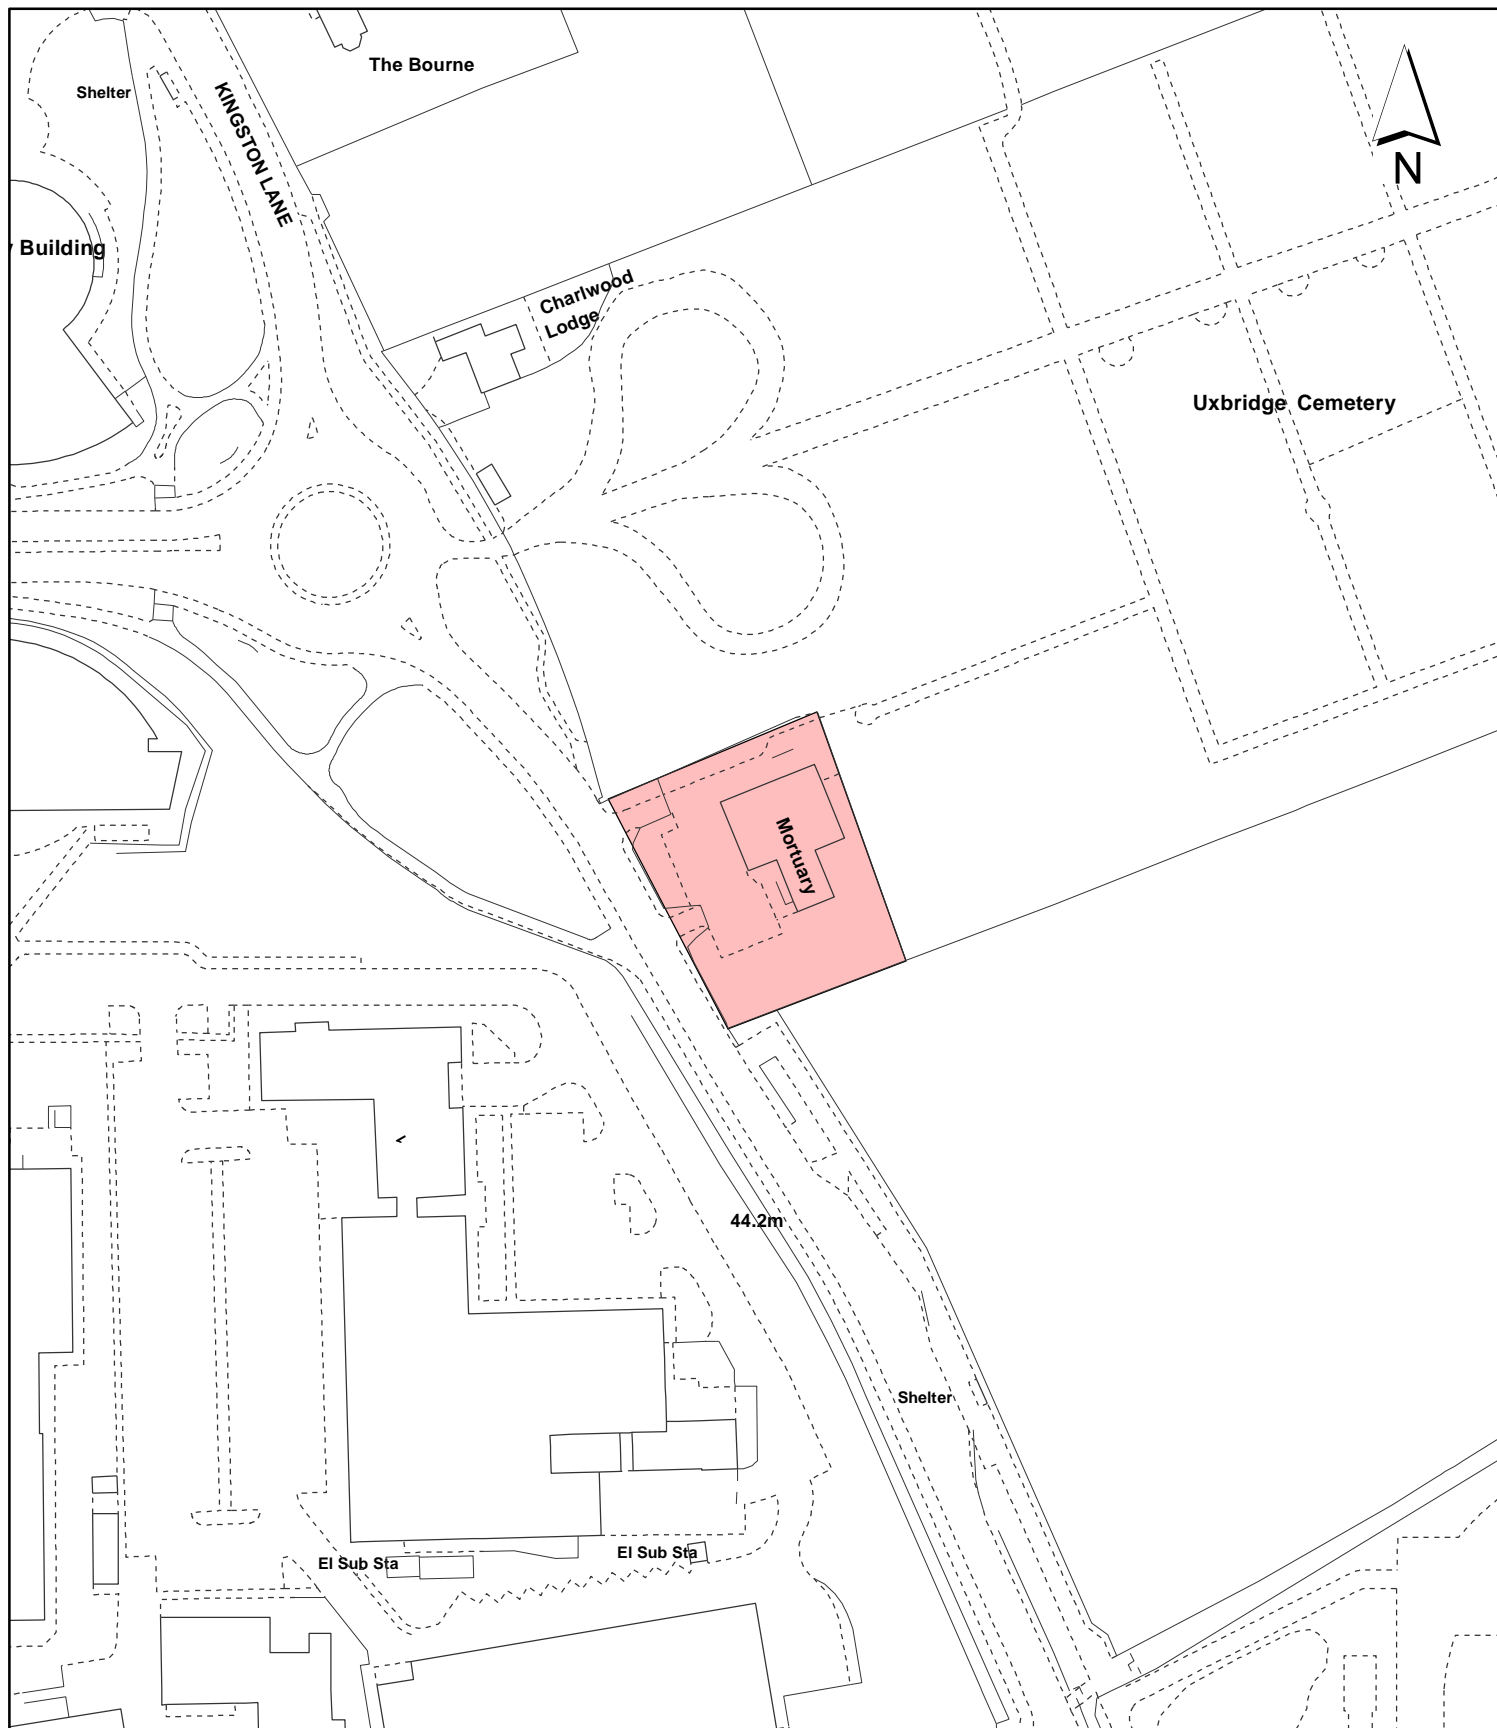 The Bourne
Shelter
KINGSTON LANE
N
Building
Charlwood
Lodge
Uxbridge Cemetery
Mortuary
44.2m
Shelter
El Sub Sta
El Sub Sta